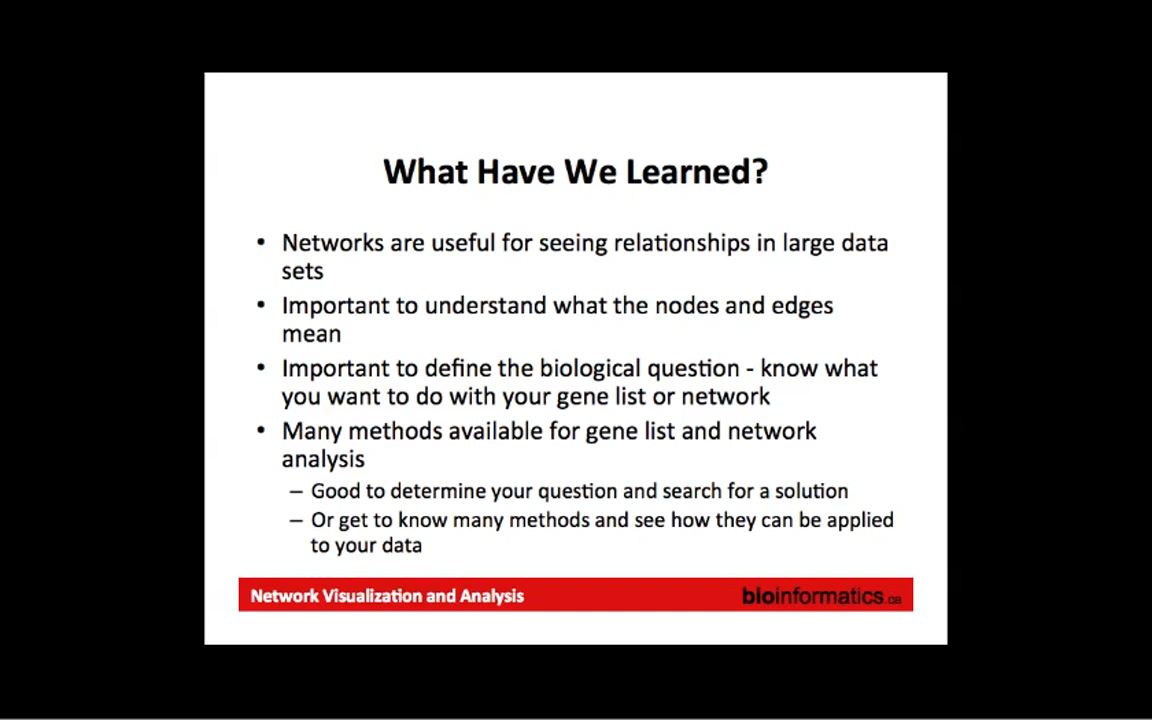 What Have We Learned?
• Networks are useful for seeing relationships in large data
sets
• Important to understand what the nodes and edges
mean
• Important to define the biological question - know what
you want to do with your gene list or network
• Many methods available for gene list and network
analysis
– Good to determine your question and search for a solution
– Or get to know many methods and see how they can be applied
to your data
Network Visualization and Analysis
bioinformatics.ca